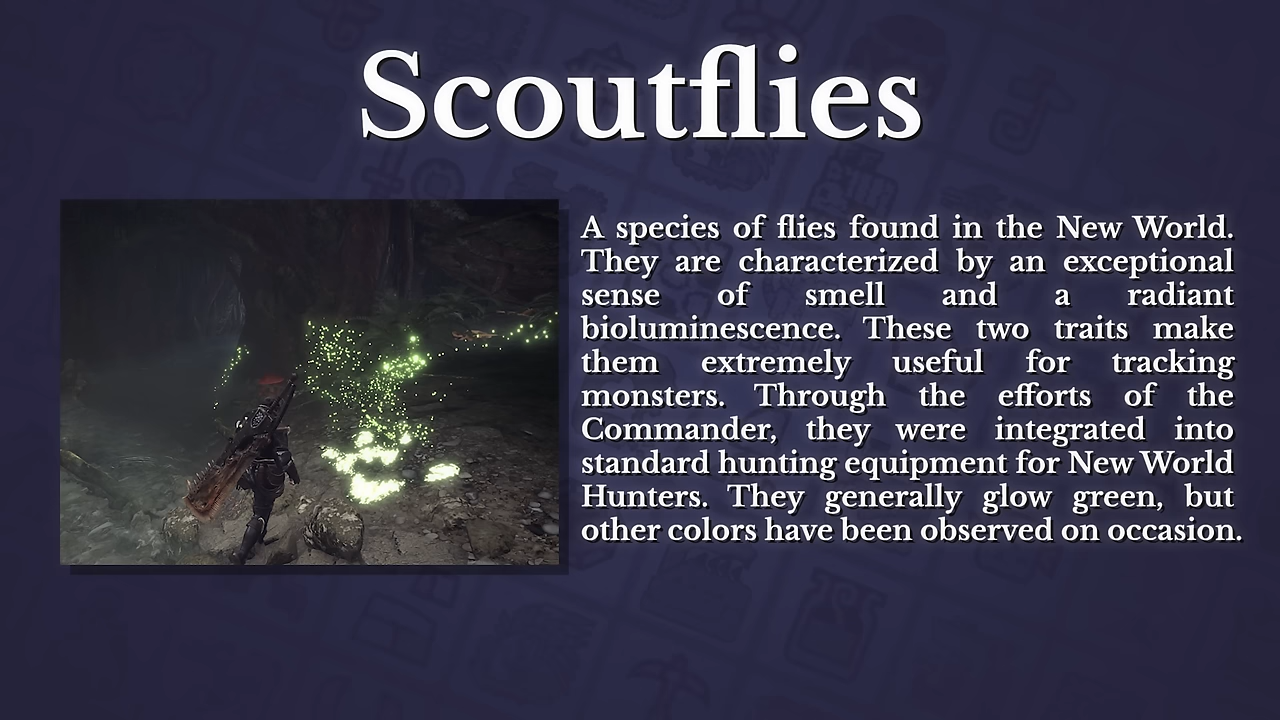 Scoutflies
A species of flies found in the New World.
They are characterized by an exceptional
sense of smell and a radiant
bioluminescence. These two traits make
them extremely useful for tracking
monsters. Through the efforts of the
Commander, they were integrated into
standard hunting equipment for New World
Hunters. They generally glow green, but
other colors have been observed on occasion.